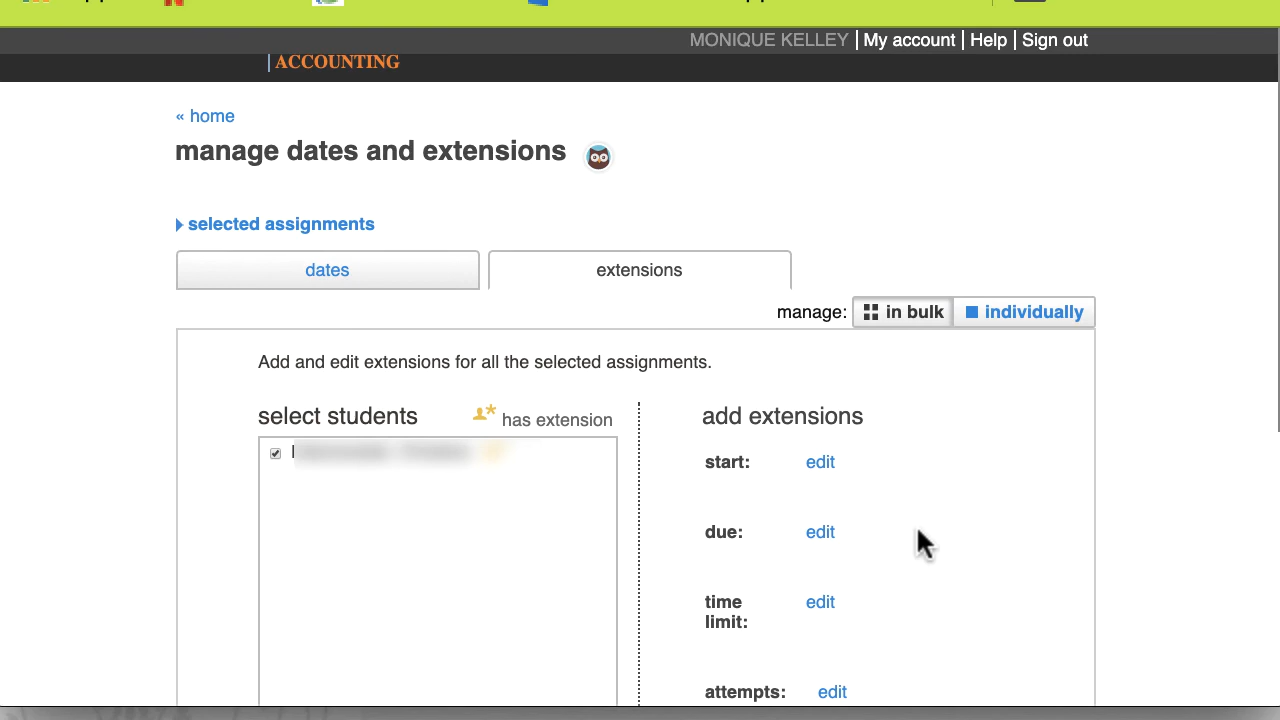 MONIQUE KELLEY | My account | Help | Sign out
| ACCOUNTING
« home
manage dates and extensions
selected assignments
dates
extensions
manage: in bulk individually
Add and edit extensions for all the selected assignments.
select students
has extension
add extensions
start: edit
due: edit
time limit: edit
attempts: edit